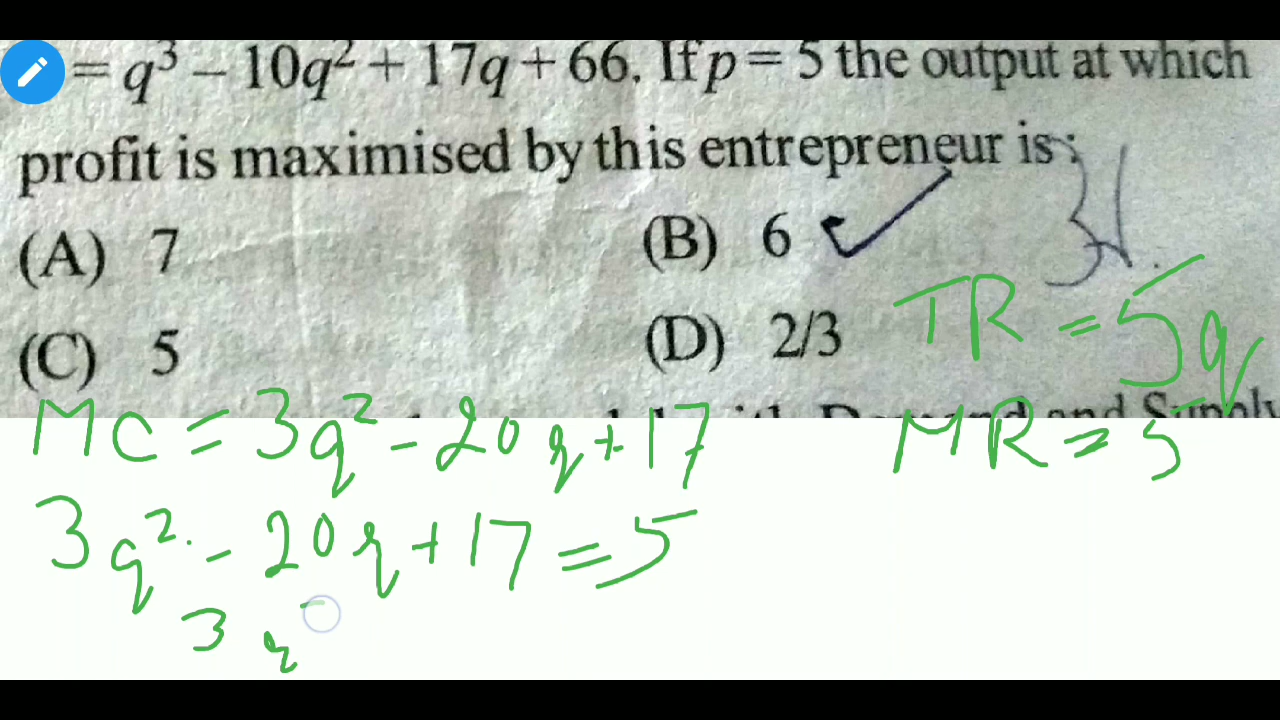 = q³ – 10q² + 17q + 66. If p = 5 the output at which
profit is maximised by this entrepreneur is :
(A) 7 (B) 6
(C) 5 (D) 2/3
TR = 5q
MR = 5
MC = 3q² - 20q + 17
3q² - 20q + 17 = 5
3q